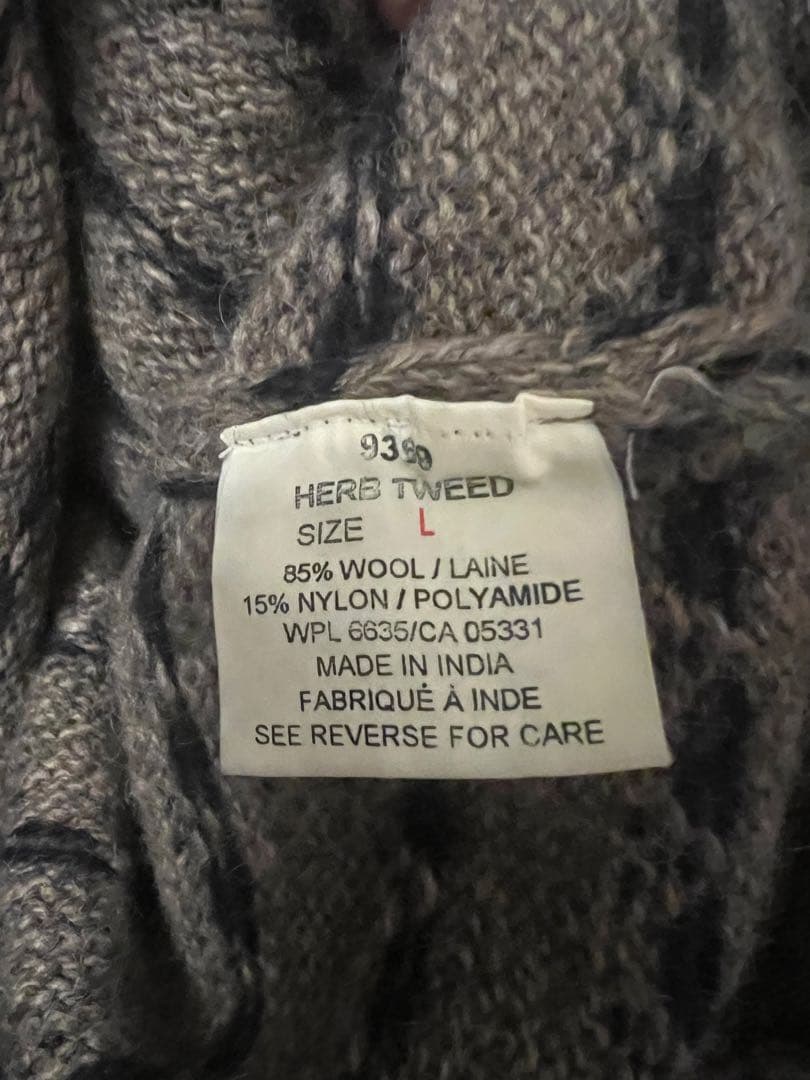 HERB TWEED
SIZE L
85% WOOL / LAINE
15% NYLON / POLYAMIDE
WPL 6635/CA 05331
MADE IN INDIA
FABRIQUÉ À INDE
SEE REVERSE FOR CARE